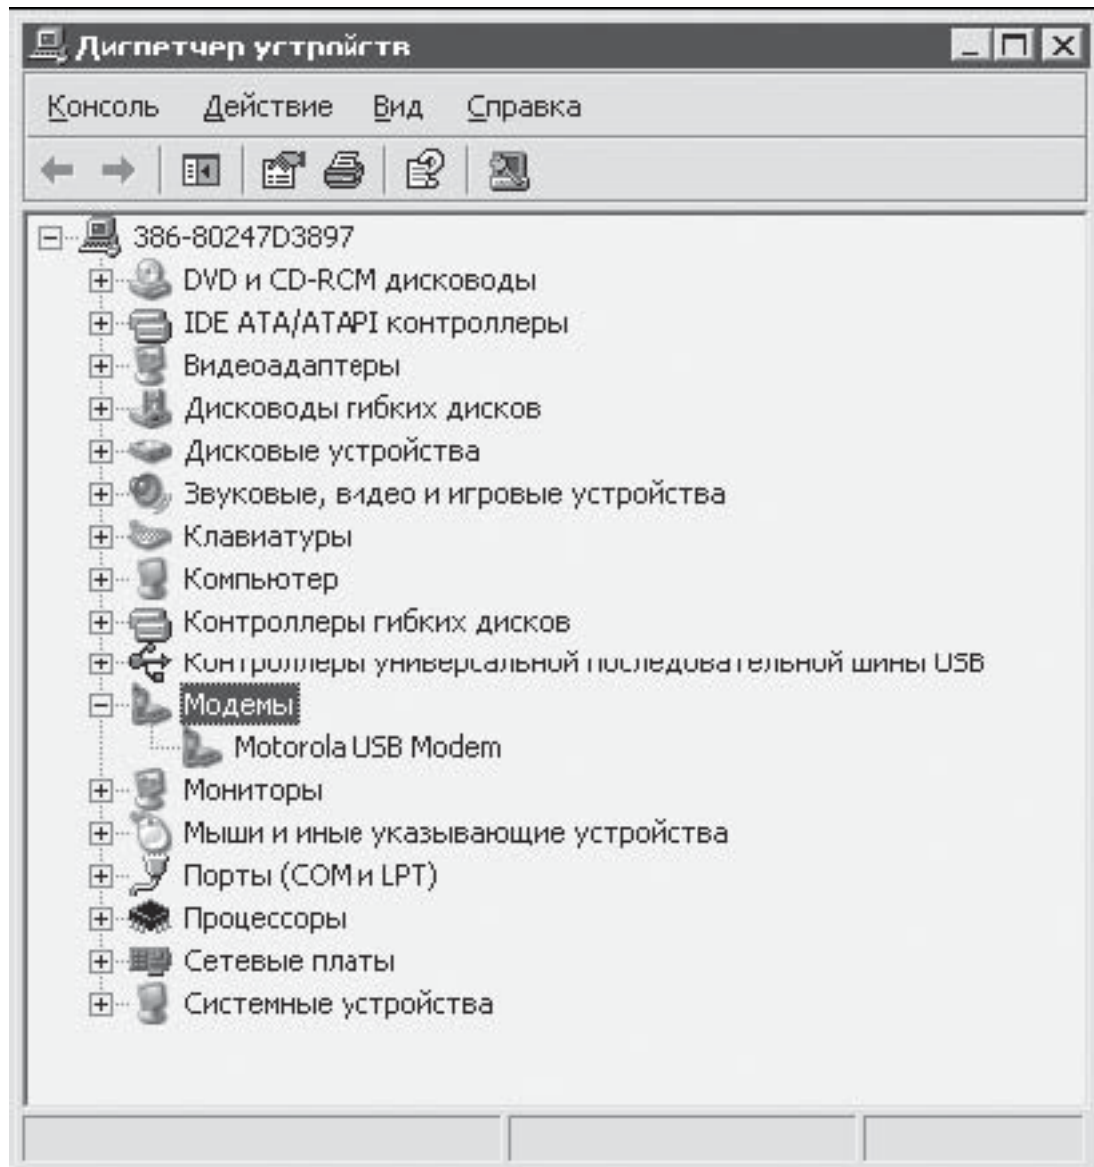 Диспетчер устройств
Консоль Действие Вид Справка
386-80247D3897
DVD и CD-RCM дисководы
IDE ATA/ATAPI контроллеры
Видеоадаптеры
Дисководы гибких дисков
Дисковые устройства
Звуковые, видео и игровые устройства
Клавиатуры
Компьютер
Контроллеры гибких дисков
Контроллеры универсальной последовательной шины USB
Модемы
Motorola USB Modem
Мониторы
Мыши и иные указывающие устройства
Порты (COM и LPT)
Процессоры
Сетевые платы
Системные устройства